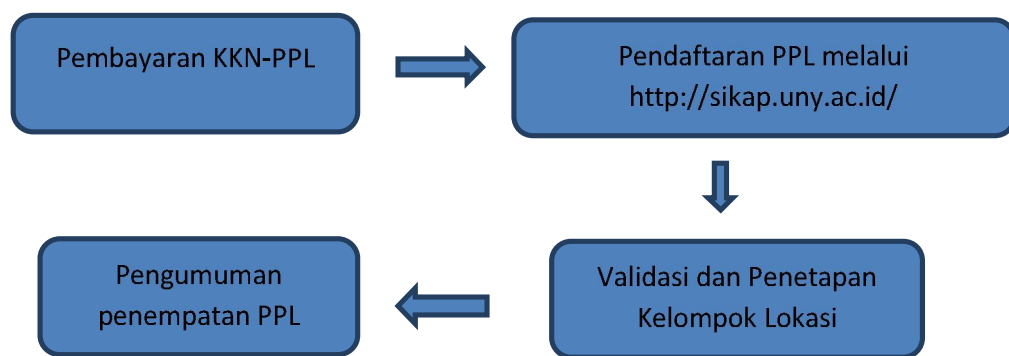 Pembayaran KKN-PPL
Pendaftaran PPL melalui
http://sikap.uny.ac.id/
Validasi dan Penetapan
Kelompok Lokasi
Pengumuman
penempatan PPL